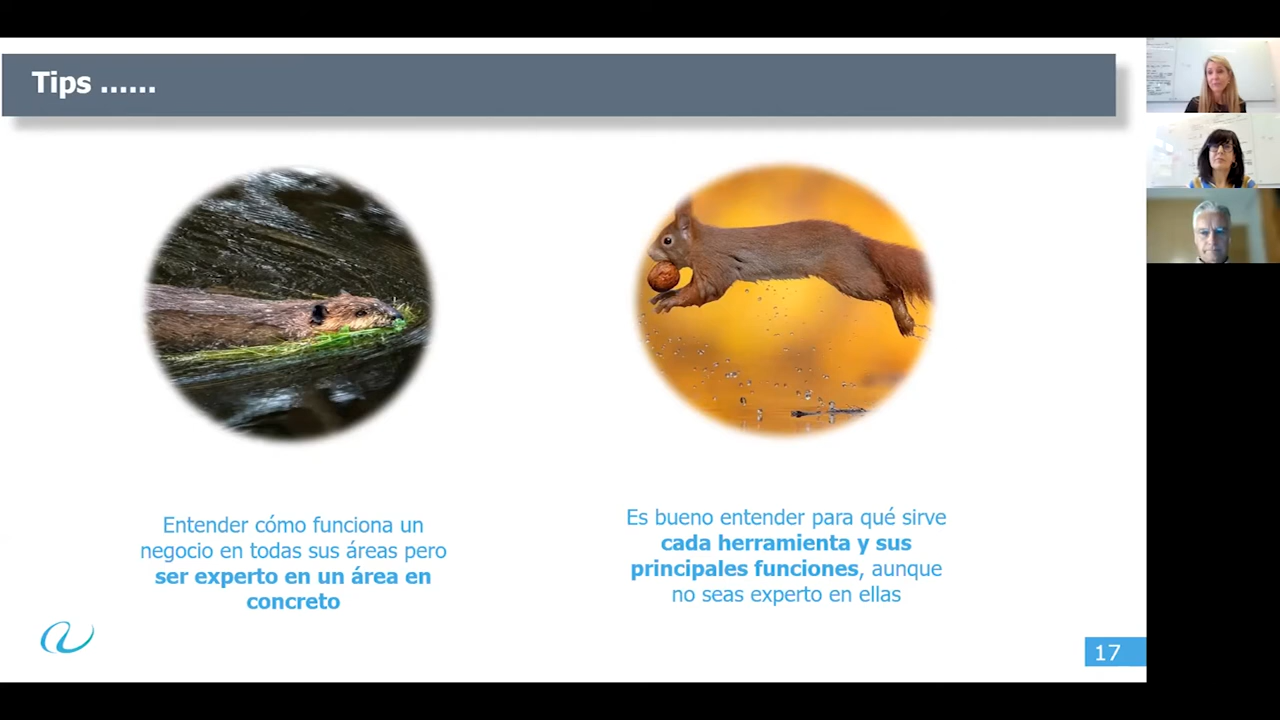 Tips ......
Entender cómo funciona un
negocio en todas sus áreas pero
ser experto en un área en
concreto
Es bueno entender para qué sirve
cada herramienta y sus
principales funciones, aunque
no seas experto en ellas
17